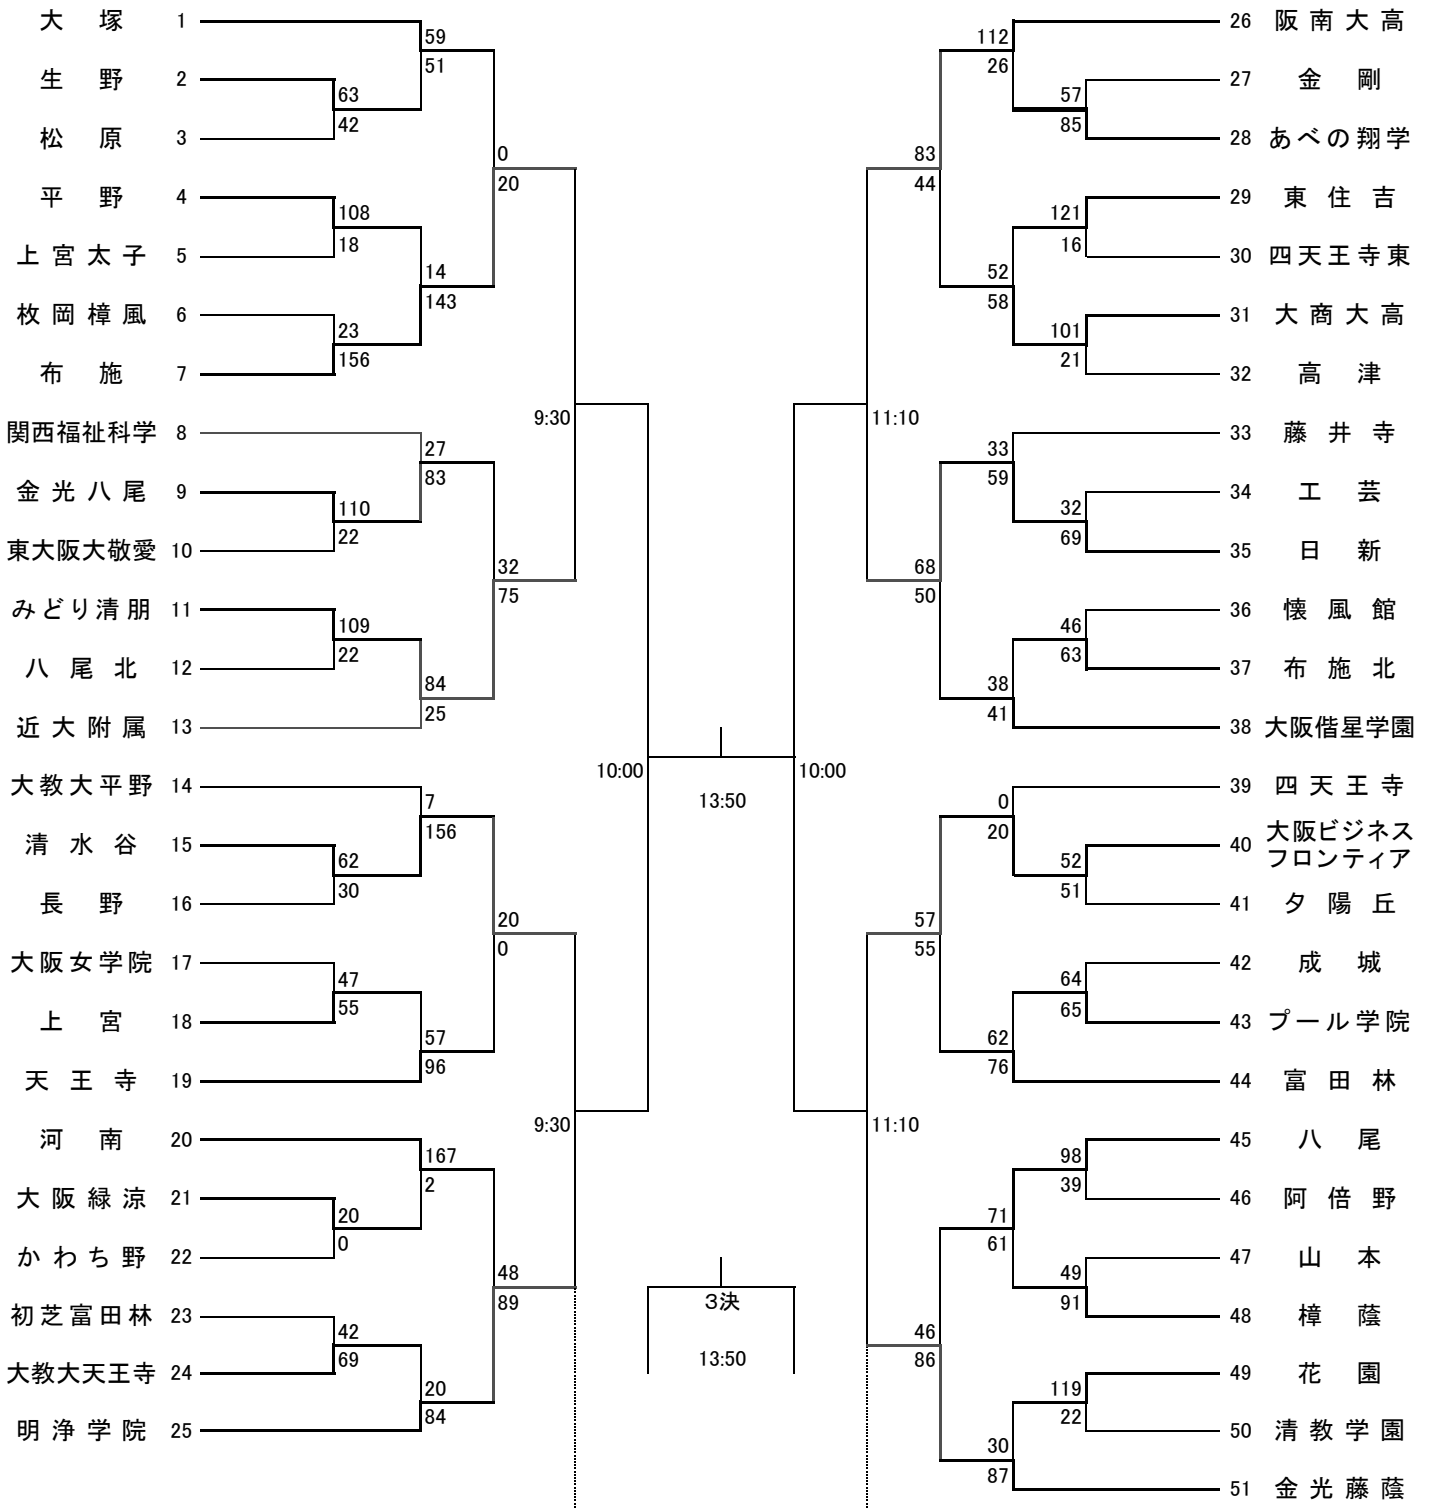 大塚 1
59
51
生野 2
63
42
松原 3
0
20
平野 4
108
18
上宮太子 5
14
143
枚岡樟風 6
23
156
布施 7
9:30
関西福祉科学 8
27
83
金光八尾 9
110
22
東大阪大敬愛 10
32
75
みどり清朋 11
109
22
八尾北 12
84
25
近大附属 13
10:00
大教大平野 14
7
156
清水谷 15
62
30
長野 16
20
0
大阪女学院 17
47
55
上宮 18
57
96
天王寺 19
9:30
河南 20
167
2
大阪緑涼 21
20
0
かわち野 22
48
89
初芝富田林 23
42
69
大教大天王寺 24
20
84
明浄学院 25
13:50
3決
13:50
26 阪南大高
112
26
27 金剛
57
85
28 あべの翔学
83
44
29 東住吉
121
16
30 四天王寺東
52
58
31 大商大高
101
21
32 高津
11:10
33 藤井寺
33
59
34 工芸
32
69
35 日新
68
50
36 懐風館
46
63
37 布施北
38
41
38 大阪偕星学園
10:00
39 四天王寺
0
20
40 大阪ビジネス
フロンティア
52
51
41 夕陽丘
57
55
42 成城
64
65
43 プール学院
62
76
44 富田林
11:10
45 八尾
98
39
46 阿倍野
71
61
47 山本
49
91
48 樟蔭
46
86
49 花園
119
22
50 清教学園
30
87
51 金光藤蔭